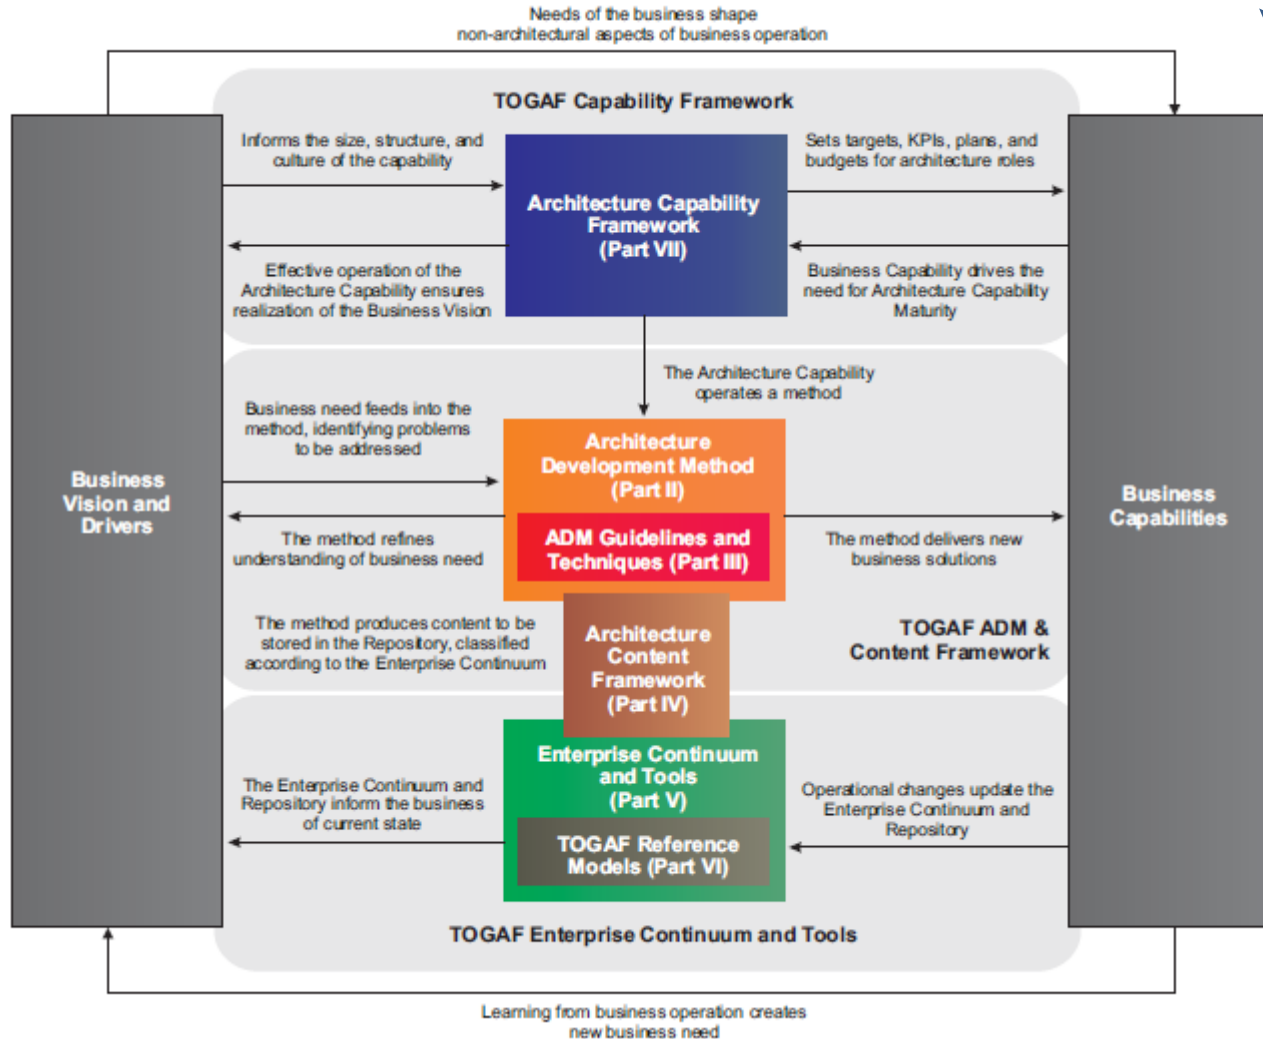 Needs of the business shape
non-architectural aspects of business operation
TOGAF Capability Framework
Informs the size, structure, and
culture of the capability
Architecture Capability
Framework
(Part VII)
Sets targets, KPIs, plans, and
budgets for architecture roles
Effective operation of the
Architecture Capability ensures
realization of the Business Vision
Business Capability drives the
need for Architecture Capability
Maturity
The Architecture Capability
operates a method
Business need feeds into the
method, identifying problems
to be addressed
Architecture
Development Method
(Part II)
Business
Vision and
Drivers
Business
Capabilities
The method refines
understanding of business need
ADM Guidelines and
Techniques (Part III)
The method delivers new
business solutions
The method produces content to be
stored in the Repository, classified
according to the Enterprise Continuum
Architecture
Content
Framework
(Part IV)
TOGAF ADM &
Content Framework
The Enterprise Continuum and
Repository inform the business
of current state
Enterprise Continuum
and Tools
(Part V)
TOGAF Reference
Models (Part VI)
Operational changes update the
Enterprise Continuum and
Repository
TOGAF Enterprise Continuum and Tools
Learning from business operation creates
new business need